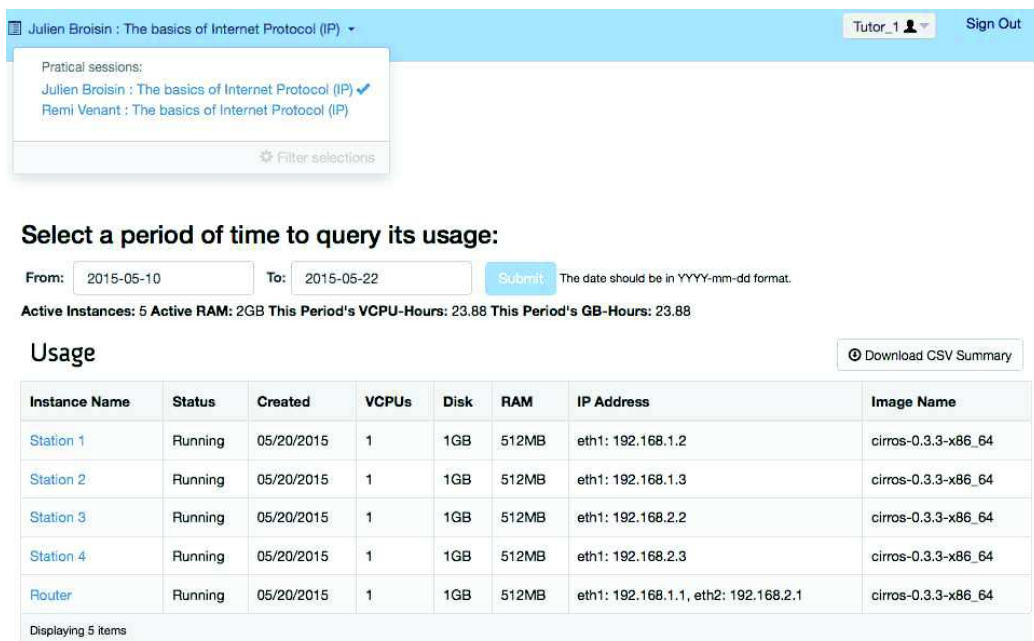 Julien Broisin : The basics of Internet Protocol (IP)
Tutor_1
Sign Out
Pratical sessions:
Julien Broisin : The basics of Internet Protocol (IP)
Remi Venant : The basics of Internet Protocol (IP)
Filter selections
Select a period of time to query its usage:
From: 2015-05-10 To: 2015-05-22 Submit The date should be in YYYY-mm-dd format.
Active Instances: 5 Active RAM: 2GB This Period's VCPU-Hours: 23.88 This Period's GB-Hours: 23.88
Usage
Download CSV Summary
Instance Name Status Created VCPUs Disk RAM IP Address Image Name
Station 1 Running 05/20/2015 1 1GB 512MB eth1: 192.168.1.2 cirros-0.3.3-x86_64
Station 2 Running 05/20/2015 1 1GB 512MB eth1: 192.168.1.3 cirros-0.3.3-x86_64
Station 3 Running 05/20/2015 1 1GB 512MB eth1: 192.168.2.2 cirros-0.3.3-x86_64
Station 4 Running 05/20/2015 1 1GB 512MB eth1: 192.168.2.3 cirros-0.3.3-x86_64
Router Running 05/20/2015 1 1GB 512MB eth1: 192.168.1.1, eth2: 192.168.2.1 cirros-0.3.3-x86_64
Displaying 5 items